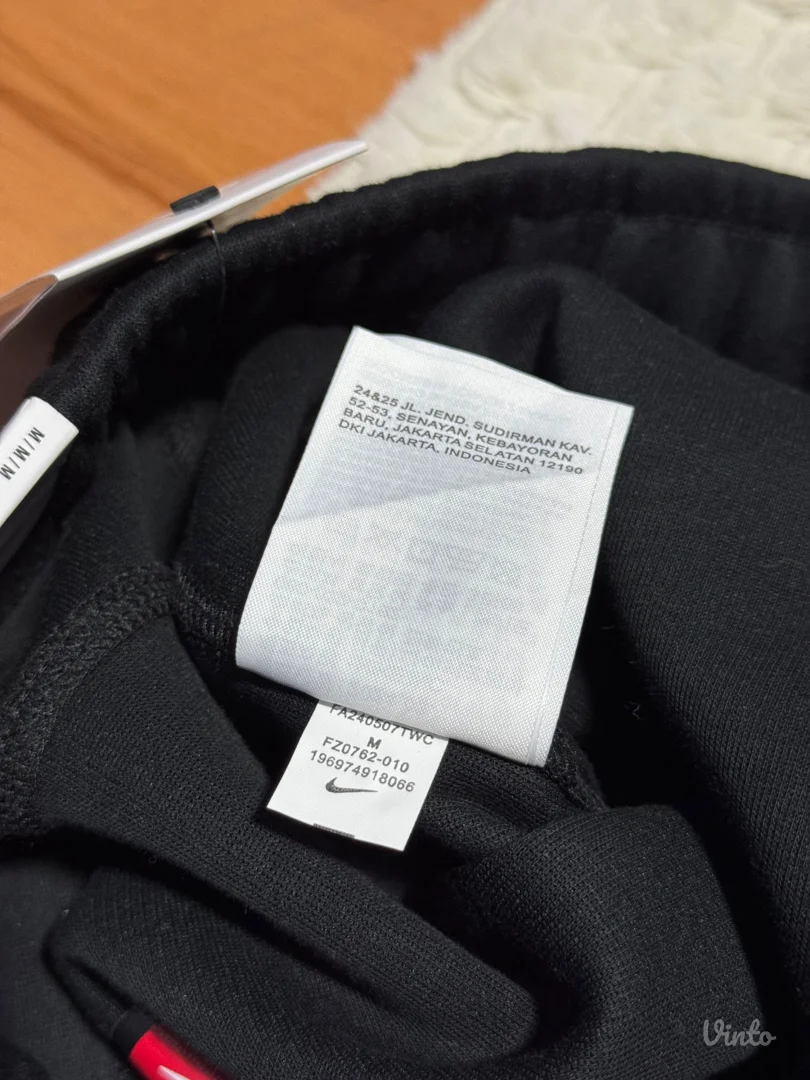 24&25 JL. JEND. SUDIRMAN KAV.
52-53, SENAYAN, KEBAYORAN
BARU, JAKARTA SELATAN 12190
DKI JAKARTA, INDONESIA
M/M/M
FA240507TWC
M
FZ0762-010
196974918066
Vinto